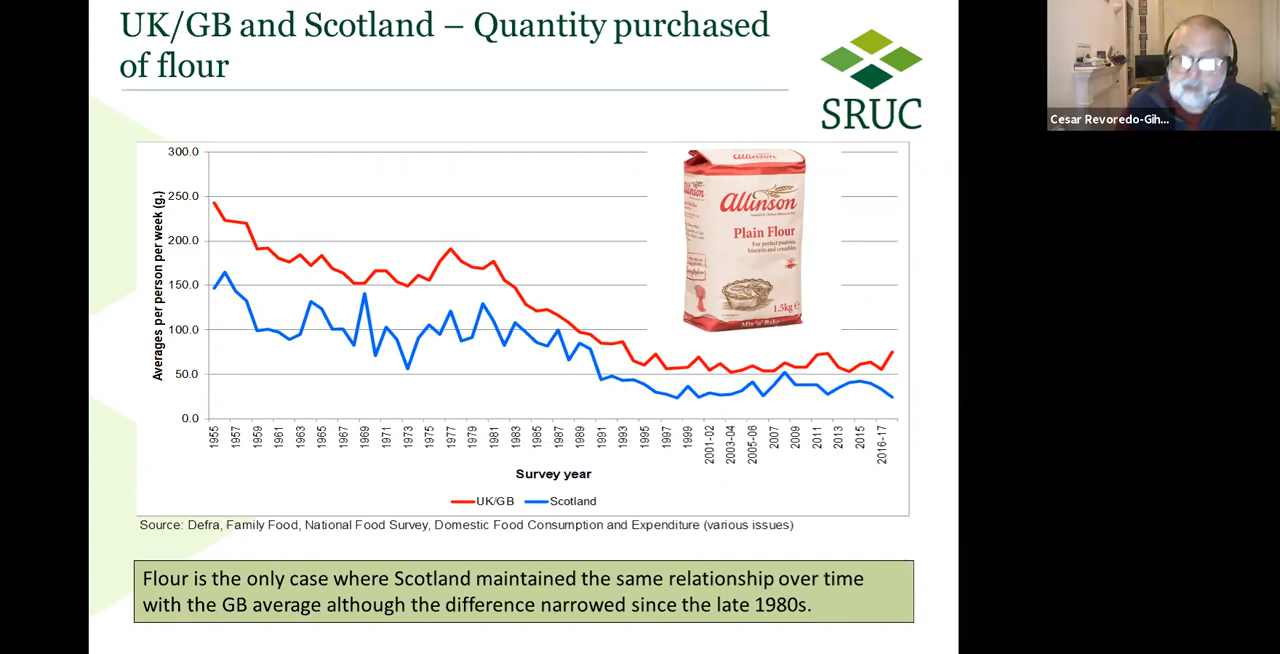 UK/GB and Scotland – Quantity purchased
of flour
SRUC
Cesar Revoredo-Gih...
300.0
250.0
200.0
150.0
100.0
50.0
0.0
Averages per person per week (g.)
1955
1957
1959
1961
1963
1965
1967
1969
1971
1973
1975
1977
1979
1981
1983
1985
1987
1989
1991
1993
1995
1997
1999
2001-02
2003-04
2005-06
2007
2009
2011
2013
2015
2016-17
Survey year
UK/GB
Scotland
Allinson
Allinson
Plain Flour
For perfect pastries,
biscuits and crumbles
1.5kg e
Mix 'n' Bake
Source: Defra, Family Food, National Food Survey, Domestic Food Consumption and Expenditure (various issues)
Flour is the only case where Scotland maintained the same relationship over time
with the GB average although the difference narrowed since the late 1980s.